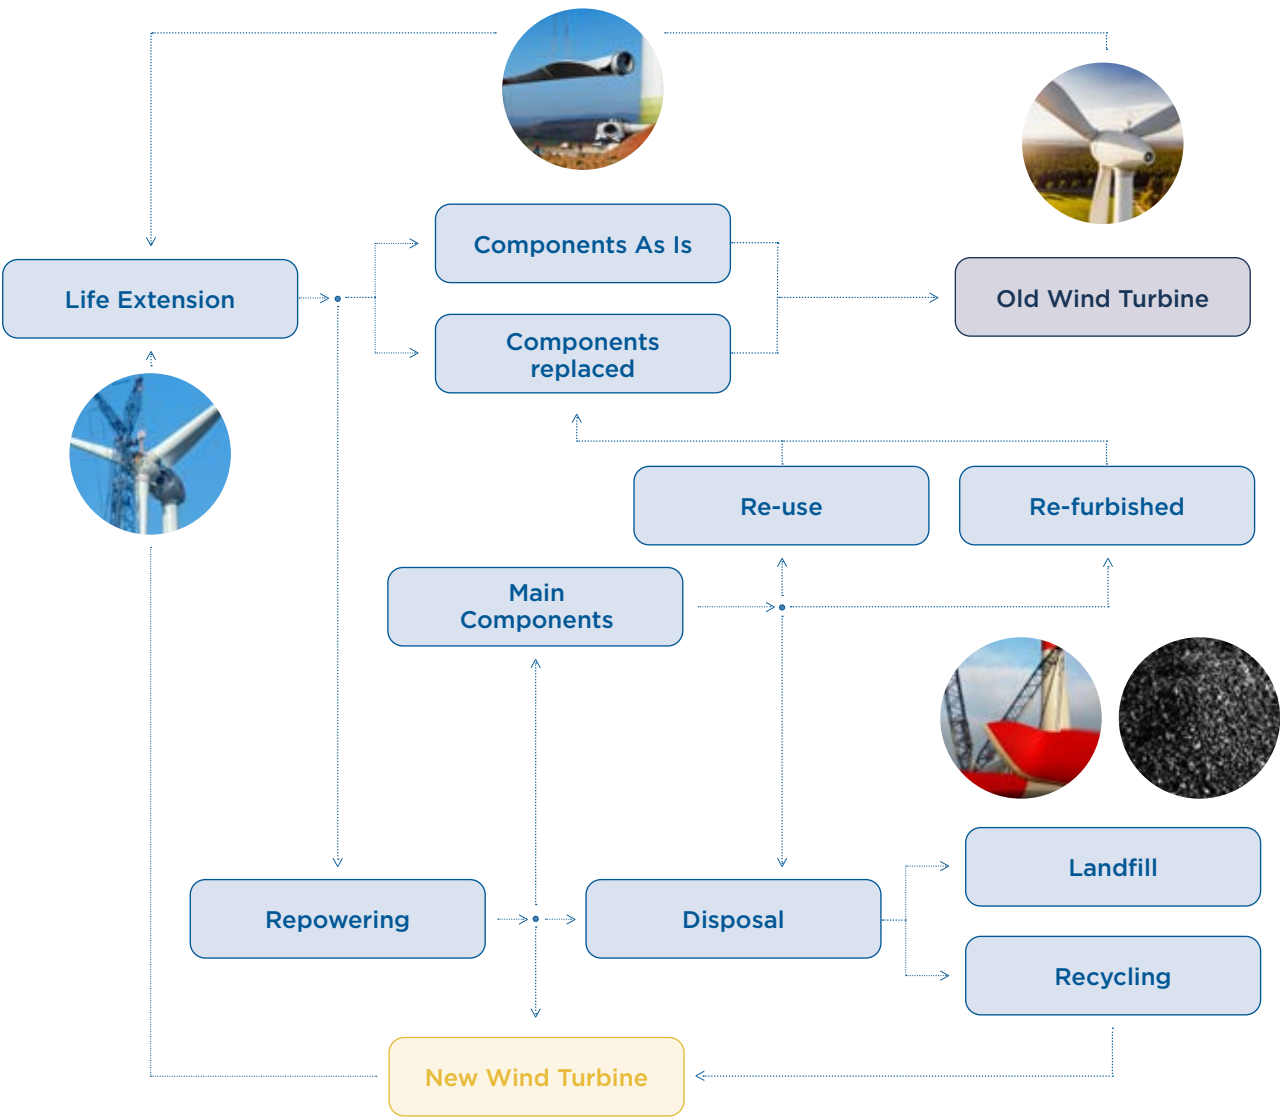 Components As Is
Life Extension
Old Wind Turbine
Components
replaced
Re-use
Re-furbished
Main
Components
Landfill
Repowering
Disposal
Recycling
New Wind Turbine